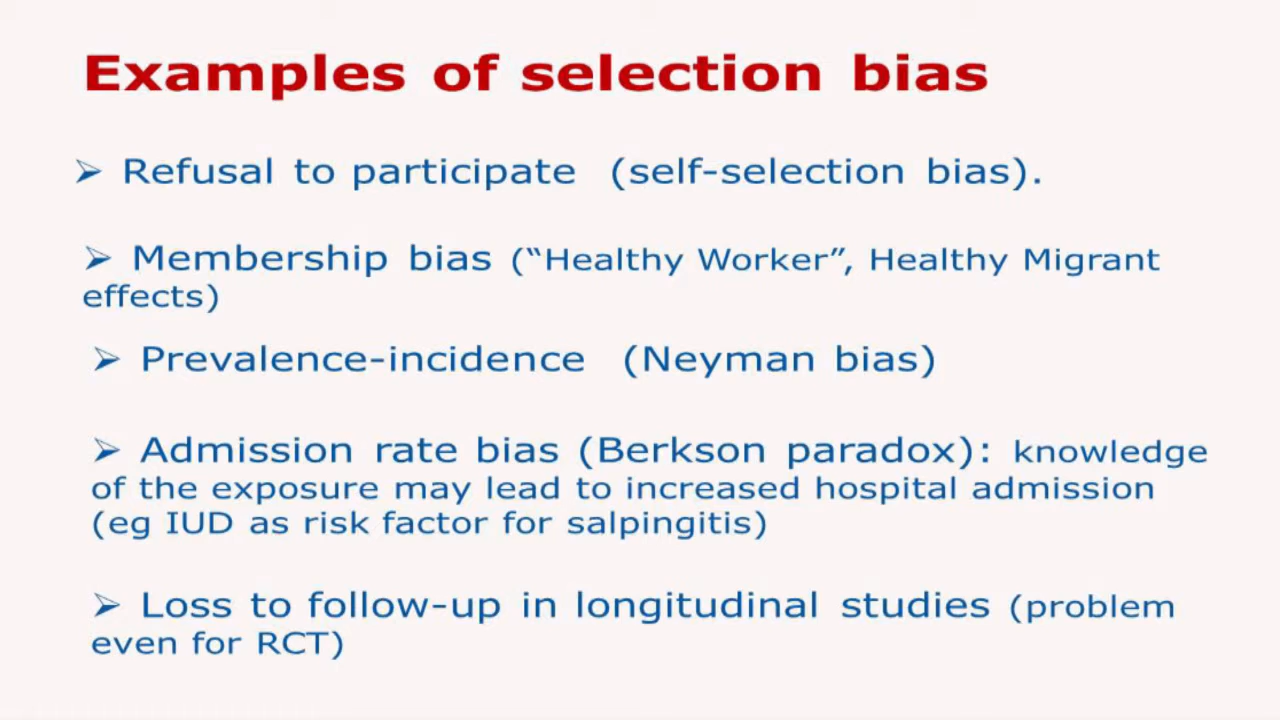 Examples of selection bias
➢ Refusal to participate (self-selection bias).
➢ Membership bias (“Healthy Worker”, Healthy Migrant
effects)
➢ Prevalence-incidence (Neyman bias)
➢ Admission rate bias (Berkson paradox): knowledge
of the exposure may lead to increased hospital admission
(eg IUD as risk factor for salpingitis)
➢ Loss to follow-up in longitudinal studies (problem
even for RCT)